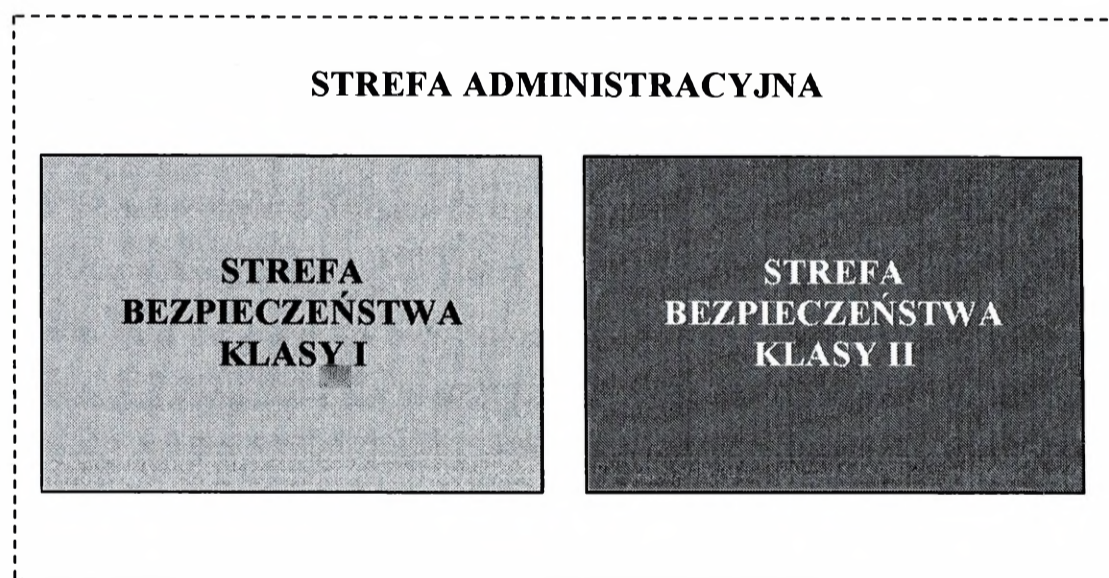 STREFA ADMINISTRACYJNA
STREFA
BEZPIECZEŃSTWA
KLASY I
STREFA
BEZPIECZEŃSTWA
KLASY II